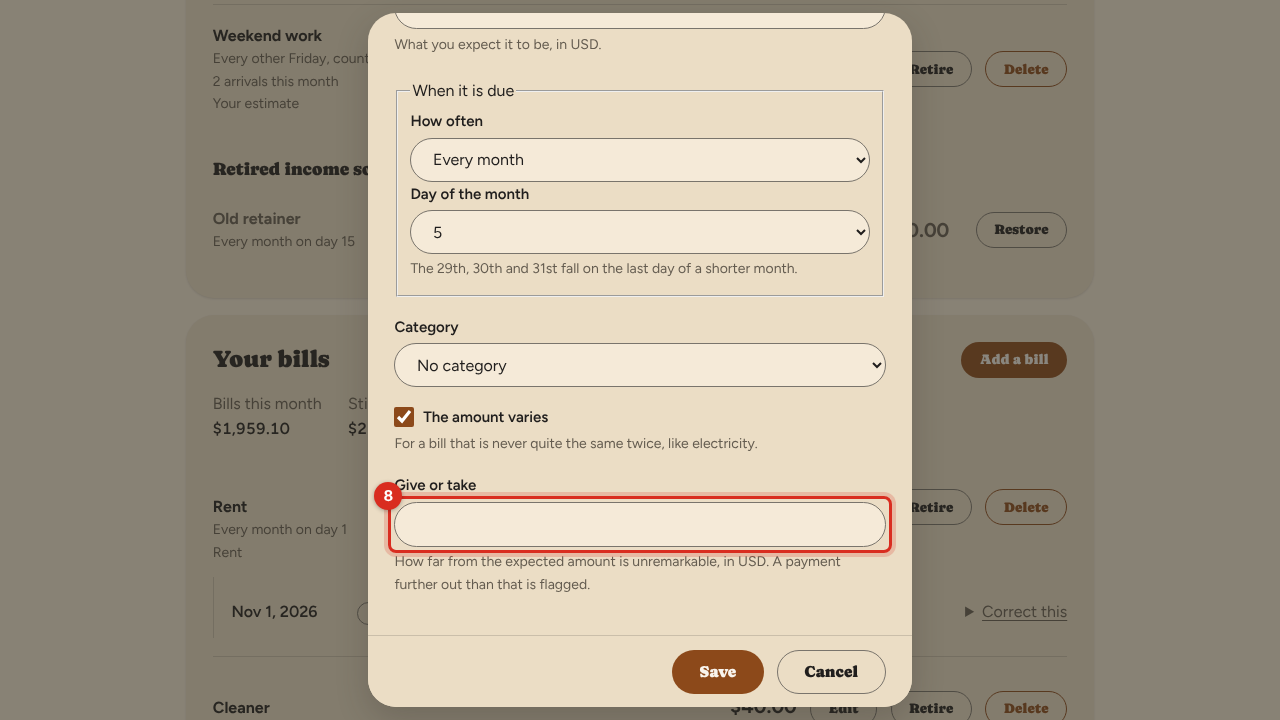 What you expect it to be, in USD.
Weekend work
Every other Friday, count
2 arrivals this month
Your estimate
Retire
Delete
When it is due
How often
Every month
Day of the month
5
The 29th, 30th and 31st fall on the last day of a shorter month.
Retired income so
Old retainer
Every month on day 15
0.00
Restore
Category
No category
Your bills
Add a bill
Bills this month
$1,959.10
The amount varies
For a bill that is never quite the same twice, like electricity.
Give or take
8
How far from the expected amount is unremarkable, in USD. A payment
further out than that is flagged.
Rent
Every month on day 1
Rent
Retire
Delete
Nov 1, 2026
Correct this
Save
Cancel
Cleaner
$40.00
Edit
Retire
Delete